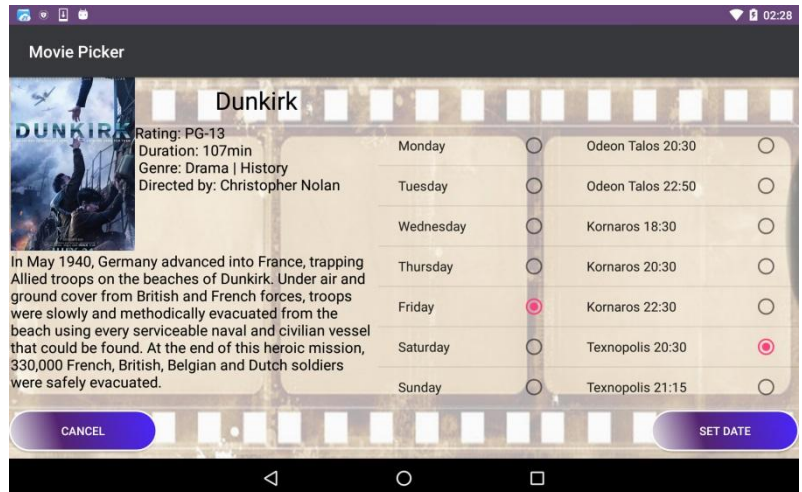 02:28
Movie Picker
DUNKIRK
Dunkirk
Rating: PG-13
Duration: 107min
Genre: Drama | History
Directed by: Christopher Nolan
In May 1940, Germany advanced into France, trapping
Allied troops on the beaches of Dunkirk. Under air and
ground cover from British and French forces, troops
were slowly and methodically evacuated from the
beach using every serviceable naval and civilian vessel
that could be found. At the end of this heroic mission,
330,000 French, British, Belgian and Dutch soldiers
were safely evacuated.
Monday
Tuesday
Wednesday
Thursday
Friday
Saturday
Sunday
Odeon Talos 20:30
Odeon Talos 22:50
Kornaros 18:30
Kornaros 20:30
Kornaros 22:30
Texnopolis 20:30
Texnopolis 21:15
CANCEL
SET DATE